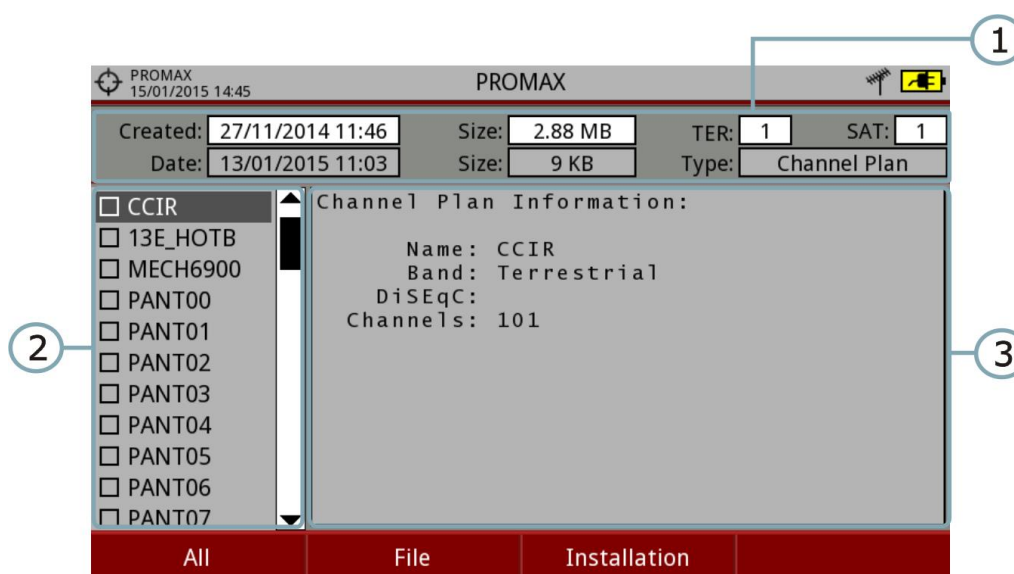 1
PROMAX
15/01/2015 14:45
PROMAX
Created: 27/11/2014 11:46 Size: 2.88 MB TER: 1 SAT: 1
Date: 13/01/2015 11:03 Size: 9 KB Type: Channel Plan
CCIR
13E_HOTB
MECH6900
PANT00
PANT01
PANT02
PANT03
PANT04
PANT05
PANT06
PANT07
2
Channel Plan Information:
Name: CCIR
Band: Terrestrial
DiSEqC:
Channels: 101
3
All File Installation